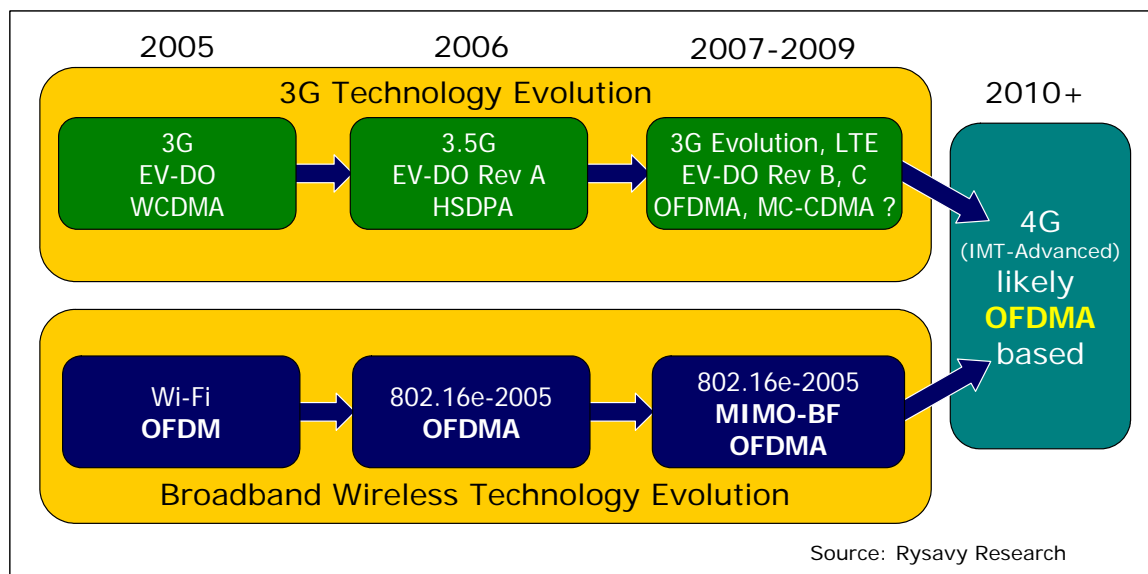 2005
2006
2007-2009
2010+
3G Technology Evolution
3G
EV-DO
WCDMA
3.5G
EV-DO Rev A
HSDPA
3G Evolution, LTE
EV-DO Rev B, C
OFDMA, MC-CDMA ?
4G
(IMT-Advanced)
likely
OFDMA
based
Wi-Fi
OFDM
802.16e-2005
OFDMA
802.16e-2005
MIMO-BF
OFDMA
Broadband Wireless Technology Evolution
Source: Rysavy Research